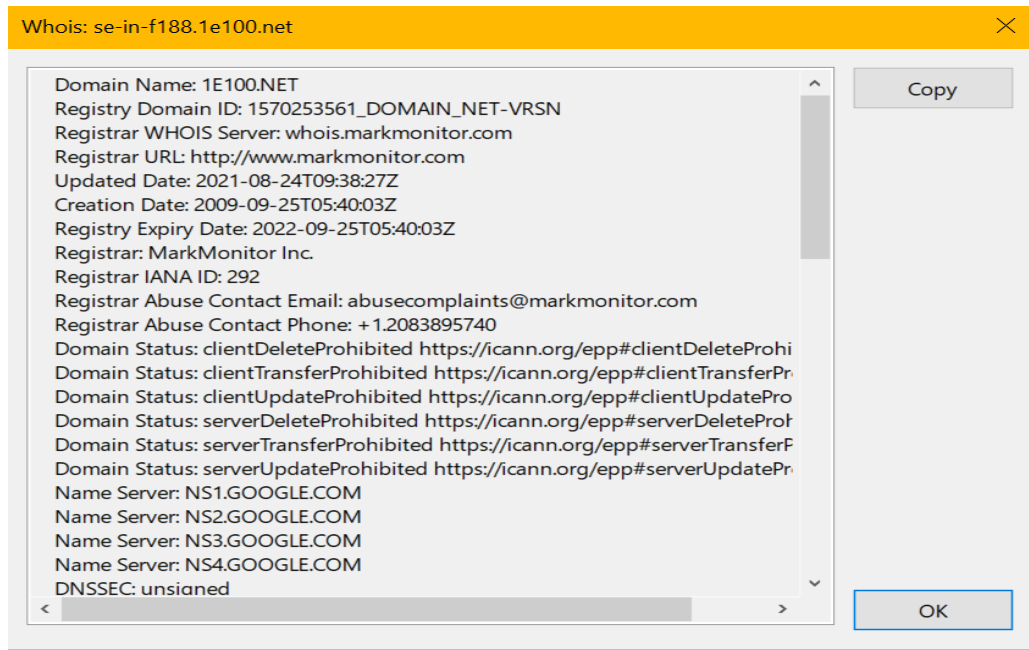 Whois: se-in-f188.1e100.net
Domain Name: 1E100.NET
Registry Domain ID: 1570253561_DOMAIN_NET-VRSN
Registrar WHOIS Server: whois.markmonitor.com
Registrar URL: http://www.markmonitor.com
Updated Date: 2021-08-24T09:38:27Z
Creation Date: 2009-09-25T05:40:03Z
Registry Expiry Date: 2022-09-25T05:40:03Z
Registrar: MarkMonitor Inc.
Registrar IANA ID: 292
Registrar Abuse Contact Email: abusecomplaints@markmonitor.com
Registrar Abuse Contact Phone: +1.2083895740
Domain Status: clientDeleteProhibited https://icann.org/epp#clientDeleteProhi
Domain Status: clientTransferProhibited https://icann.org/epp#clientTransferPr
Domain Status: clientUpdateProhibited https://icann.org/epp#clientUpdatePro
Domain Status: serverDeleteProhibited https://icann.org/epp#serverDeleteProh
Domain Status: serverTransferProhibited https://icann.org/epp#serverTransferP
Domain Status: serverUpdateProhibited https://icann.org/epp#serverUpdatePr
Name Server: NS1.GOOGLE.COM
Name Server: NS2.GOOGLE.COM
Name Server: NS3.GOOGLE.COM
Name Server: NS4.GOOGLE.COM
DNSSEC: unsigned
Copy
OK